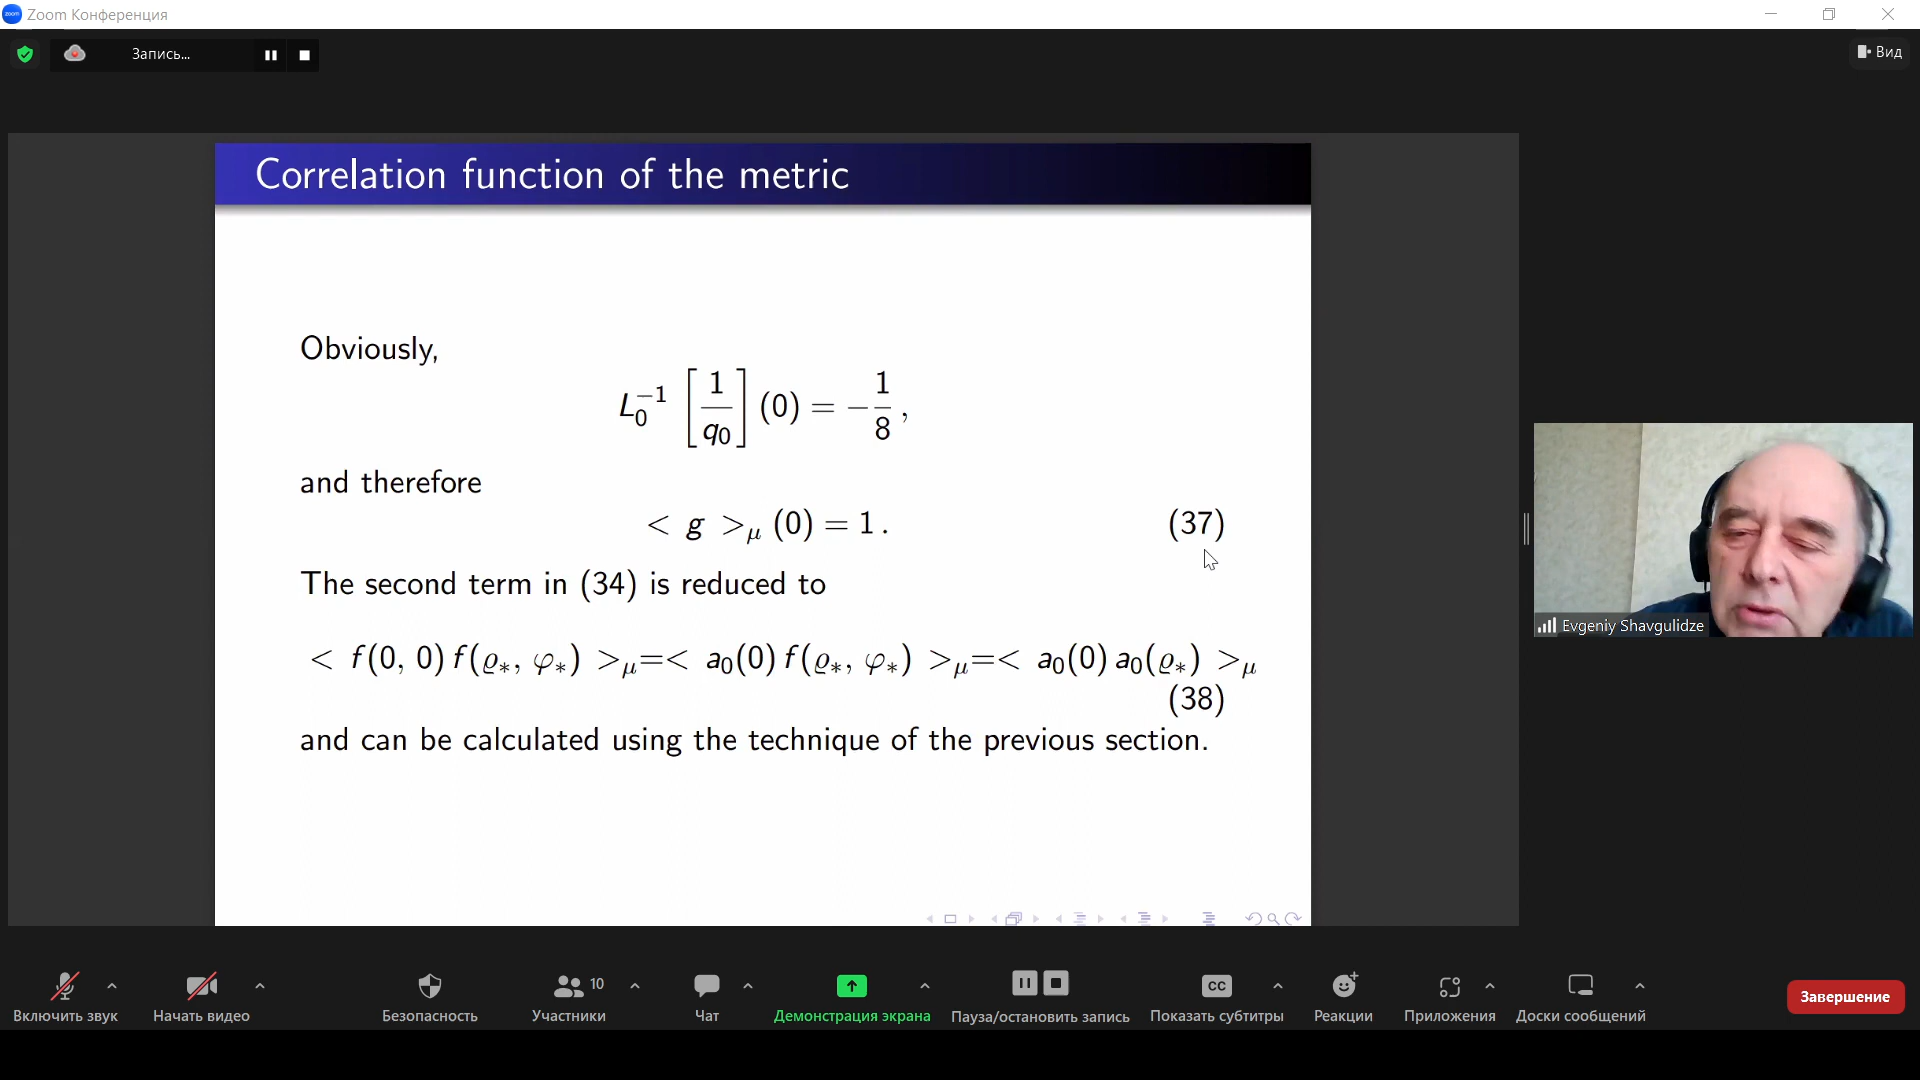 zoom Zoom Конференция
Запись...
Вид
Correlation function of the metric
Obviously,
L_0^{-1} [1/q_0] (0) = −1/8 ,
and therefore
< g >_μ (0) = 1 . (37)
The second term in (34) is reduced to
< f(0, 0) f(ϱ_*, φ_*) >_μ=< a_0(0) f(ϱ_*, φ_*) >_μ=< a_0(0) a_0(ϱ_*) >_μ
(38)
and can be calculated using the technique of the previous section.
Evgeniy Shavgulidze
10
CC
Включить звук
Начать видео
Безопасность
Участники
Чат
Демонстрация экрана
Пауза/остановить запись
Показать субтитры
Реакции
Приложения
Доски сообщений
Завершение